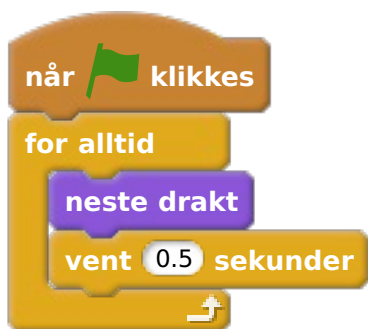 når klikkes
for alltid
neste drakt
vent 0.5 sekunder